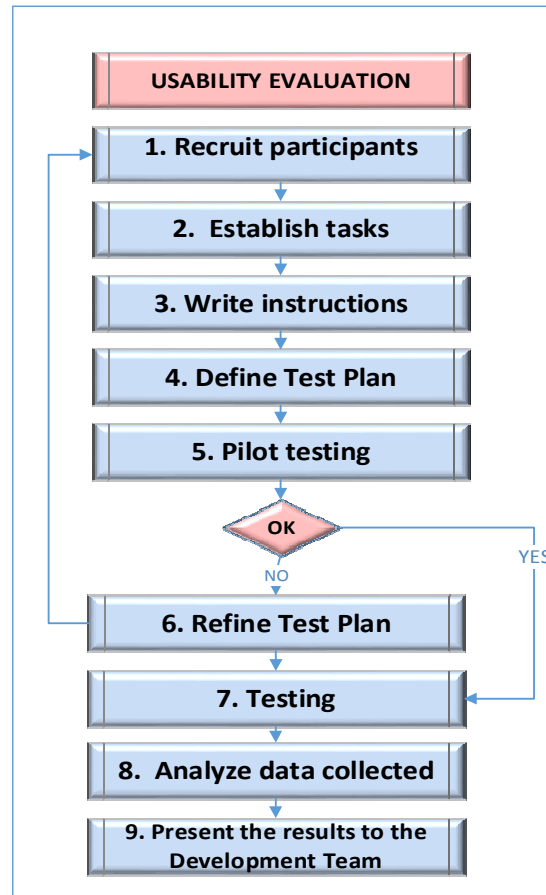 USABILITY EVALUATION
1. Recruit participants
2. Establish tasks
3. Write instructions
4. Define Test Plan
5. Pilot testing
OK
YES
NO
6. Refine Test Plan
7. Testing
8. Analyze data collected
9. Present the results to the
Development Team